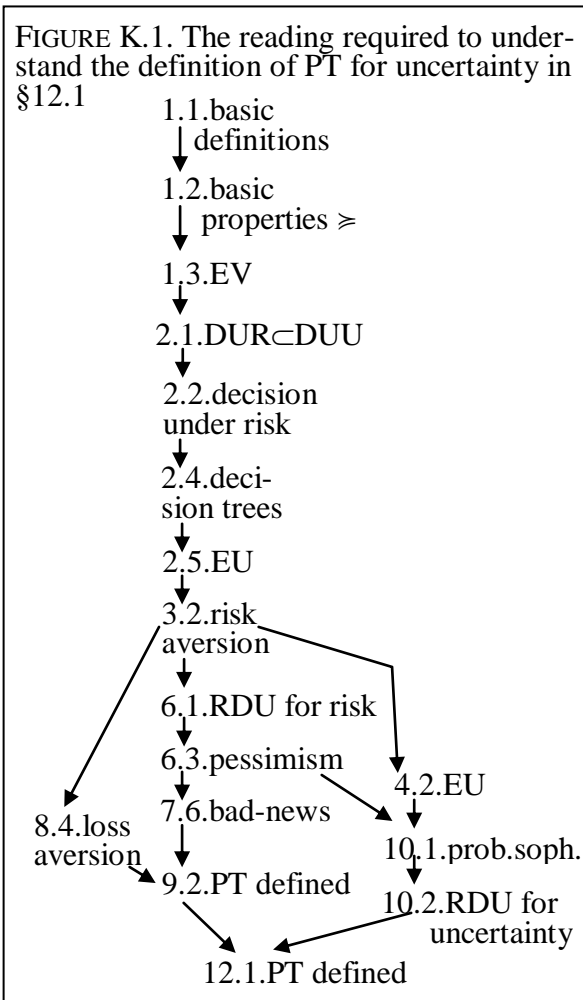 FIGURE K.1. The reading required to under-
stand the definition of PT for uncertainty in
§12.1
1.1.basic
definitions
1.2.basic
properties ≽
1.3.EV
2.1.DUR⊂DUU
2.2.decision
under risk
2.4.deci-
sion trees
2.5.EU
3.2.risk
aversion
6.1.RDU for risk
6.3.pessimism
4.2.EU
7.6.bad-news
8.4.loss
aversion
10.1.prob.soph.
9.2.PT defined
10.2.RDU for
uncertainty
12.1.PT defined